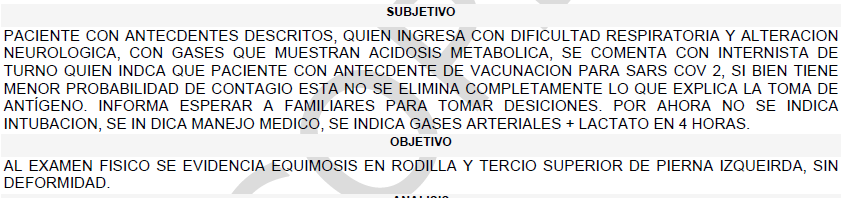 SUBJETIVO
PACIENTE CON ANTECDENTES DESCRITOS, QUIEN INGRESA CON DIFICULTAD RESPIRATORIA Y ALTERACION
NEUROLOGICA, CON GASES QUE MUESTRAN ACIDOSIS METABOLICA, SE COMENTA CON INTERNISTA DE
TURNO QUIEN INDCA QUE PACIENTE CON ANTECDENTE DE VACUNACION PARA SARS COV 2, SI BIEN TIENE
MENOR PROBABILIDAD DE CONTAGIO ESTA NO SE ELIMINA COMPLETAMENTE LO QUE EXPLICA LA TOMA DE
ANTÍGENO. INFORMA ESPERAR A FAMILIARES PARA TOMAR DESICIONES. POR AHORA NO SE INDICA
INTUBACION, SE IN DICA MANEJO MEDICO, SE INDICA GASES ARTERIALES + LACTATO EN 4 HORAS.
OBJETIVO
AL EXAMEN FISICO SE EVIDENCIA EQUIMOSIS EN RODILLA Y TERCIO SUPERIOR DE PIERNA IZQUEIRDA, SIN
DEFORMIDAD.